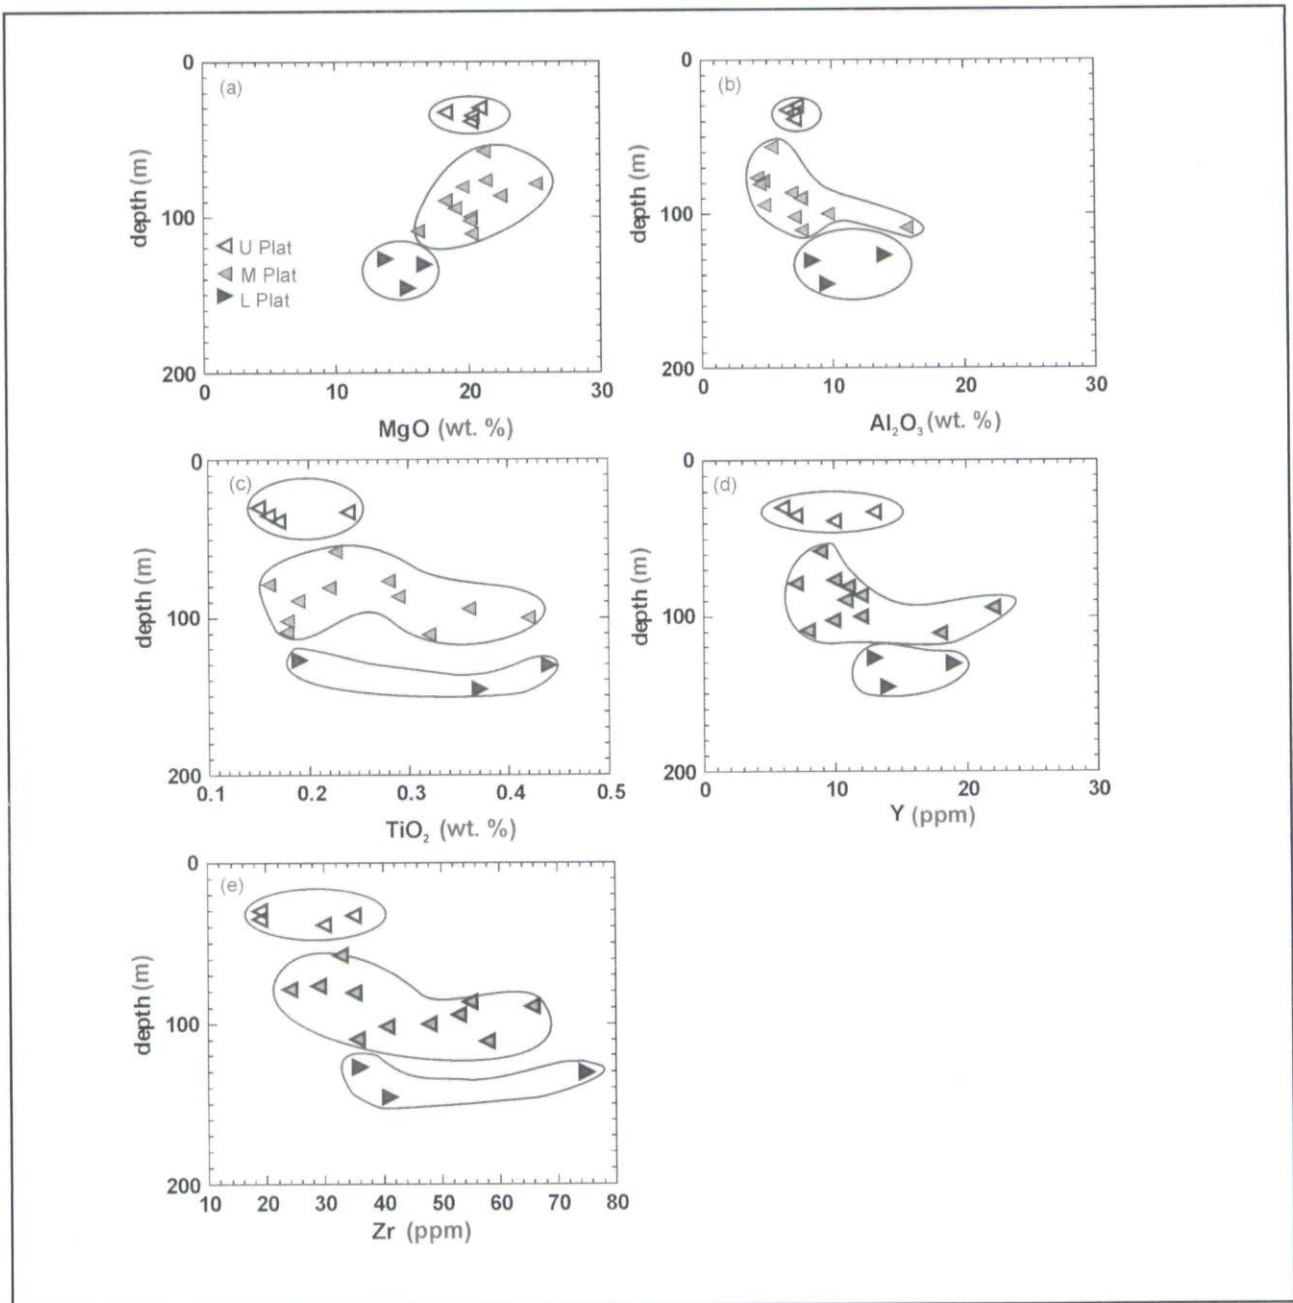 0
(a)
depth (m)
100
U Plat
M Plat
L Plat
200
0 10 20 30
MgO (wt. %)
0
(b)
depth (m)
100
200
0 10 20 30
Al₂O₃ (wt. %)
0
(c)
depth (m)
100
200
0.1 0.2 0.3 0.4 0.5
TiO₂ (wt. %)
0
(d)
depth (m)
100
200
0 10 20 30
Y (ppm)
0
(e)
depth (m)
100
200
10 20 30 40 50 60 70 80
Zr (ppm)